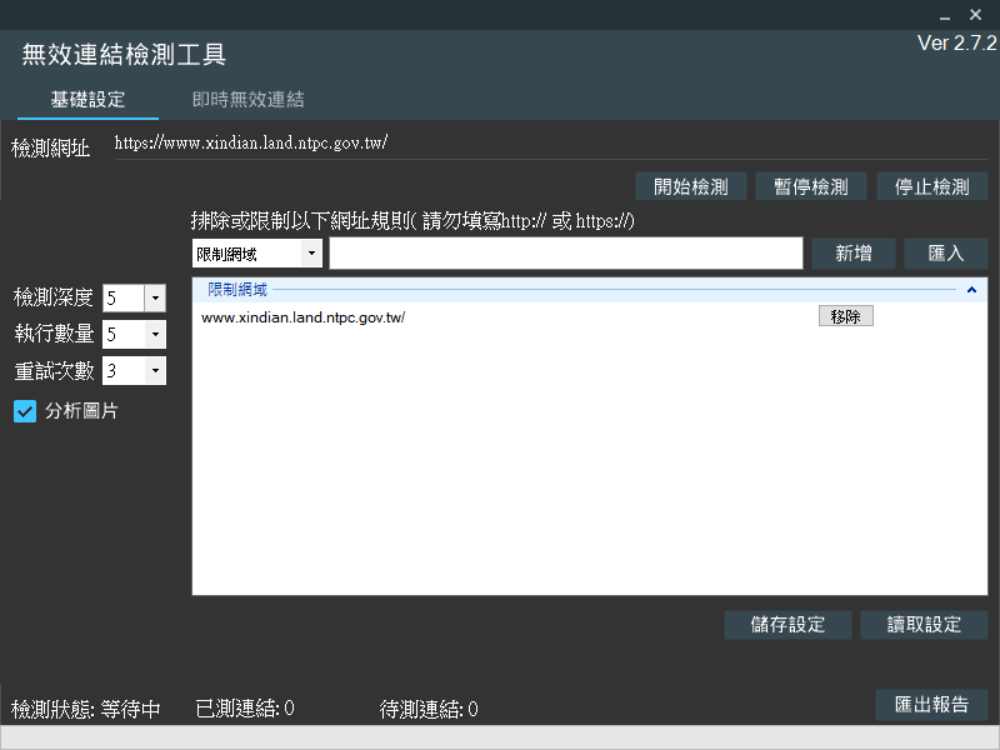 Ver 2.7.2
無效連結檢測工具
基礎設定 即時無效連結
檢測網址 https://www.xindian.land.ntpc.gov.tw/
開始檢測 暫停檢測 停止檢測
排除或限制以下網址規則( 請勿填寫http:// 或 https://)
限制網域 新增 匯入
限制網域
www.xindian.land.ntpc.gov.tw/ 移除
檢測深度 5
執行數量 5
重試次數 3
分析圖片
儲存設定 讀取設定
檢測狀態: 等待中 已測連結: 0 待測連結: 0 匯出報告